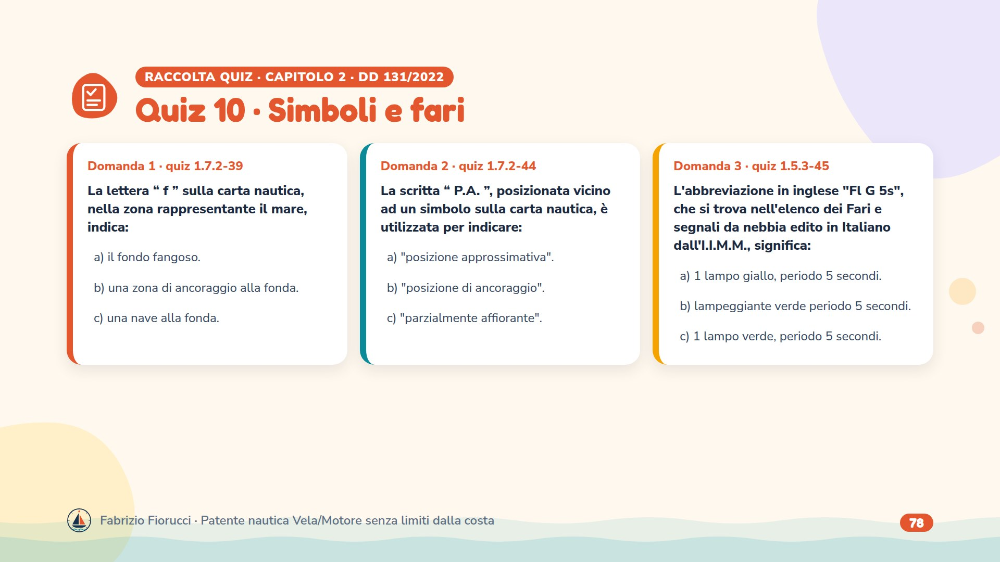 RACCOLTA QUIZ · CAPITOLO 2 · DD 131/2022
Quiz 10 · Simboli e fari
Domanda 1 · quiz 1.7.2-39
La lettera “ f ” sulla carta nautica,
nella zona rappresentante il mare,
indica:
a) il fondo fangoso.
b) una zona di ancoraggio alla fonda.
c) una nave alla fonda.
Domanda 2 · quiz 1.7.2-44
La scritta “ P.A. ”, posizionata vicino
ad un simbolo sulla carta nautica, è
utilizzata per indicare:
a) "posizione approssimativa".
b) "posizione di ancoraggio".
c) "parzialmente affiorante".
Domanda 3 · quiz 1.5.3-45
L'abbreviazione in inglese "Fl G 5s",
che si trova nell'elenco dei Fari e
segnali da nebbia edito in Italiano
dall'I.I.M.M., significa:
a) 1 lampo giallo, periodo 5 secondi.
b) lampeggiante verde periodo 5 secondi.
c) 1 lampo verde, periodo 5 secondi.
Fabrizio Fiorucci · Patente nautica Vela/Motore senza limiti dalla costa
78